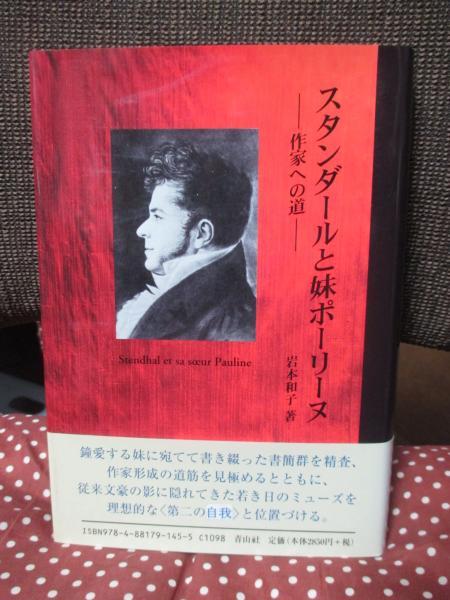 スタンダールと妹ポーリーヌ
――作家への道――
岩本和子 著
Stendhal et sa sœur Pauline
鐘愛する妹に宛てて書き綴った書簡群を精査、
作家形成の道筋を見極めるとともに、
従来文豪の影に隠れてきた若き日のミューズを
理想的な〈第二の自我〉と位置づける。
ISBN978-4-88179-145-5 C1098 青山社 定価(本体2850円+税)